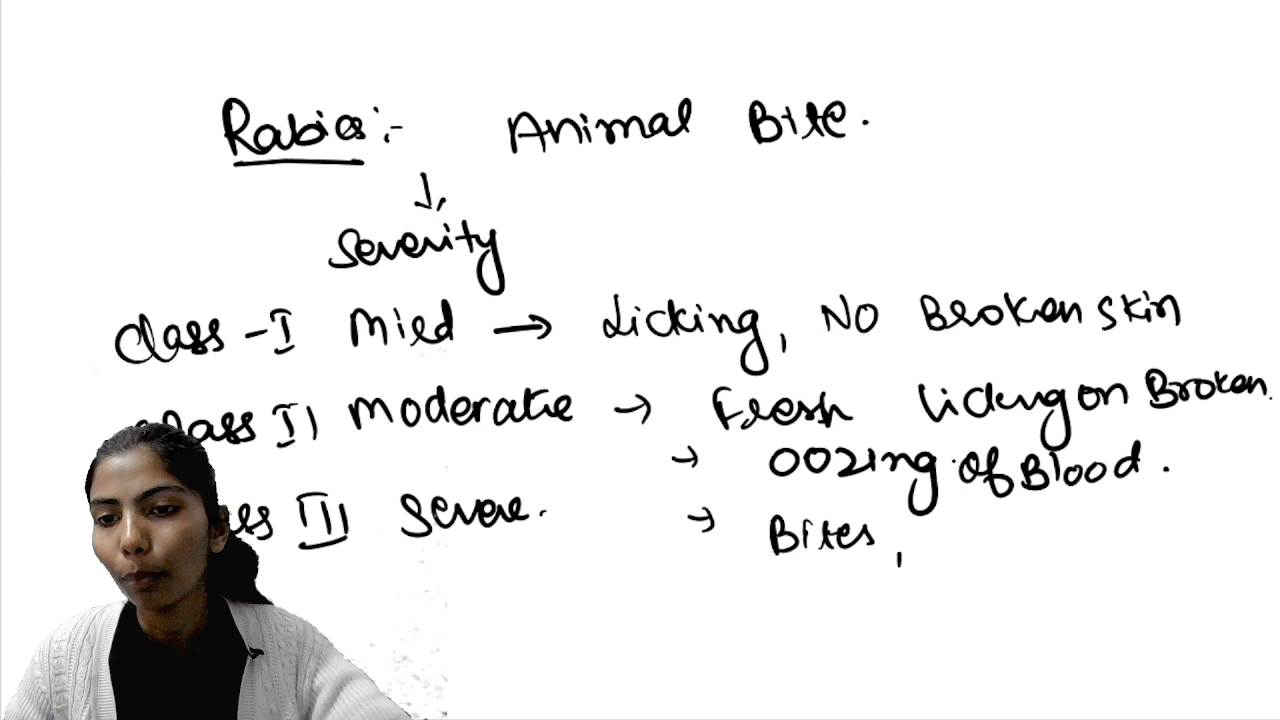 Rabies:- Animal Bite.
↓
Severity
Class - I Mild → Licking, No Broken skin
Class II Moderate → Fresh licking on Broken.
→ Oozing of Blood.
ss III Severe. → Bites,